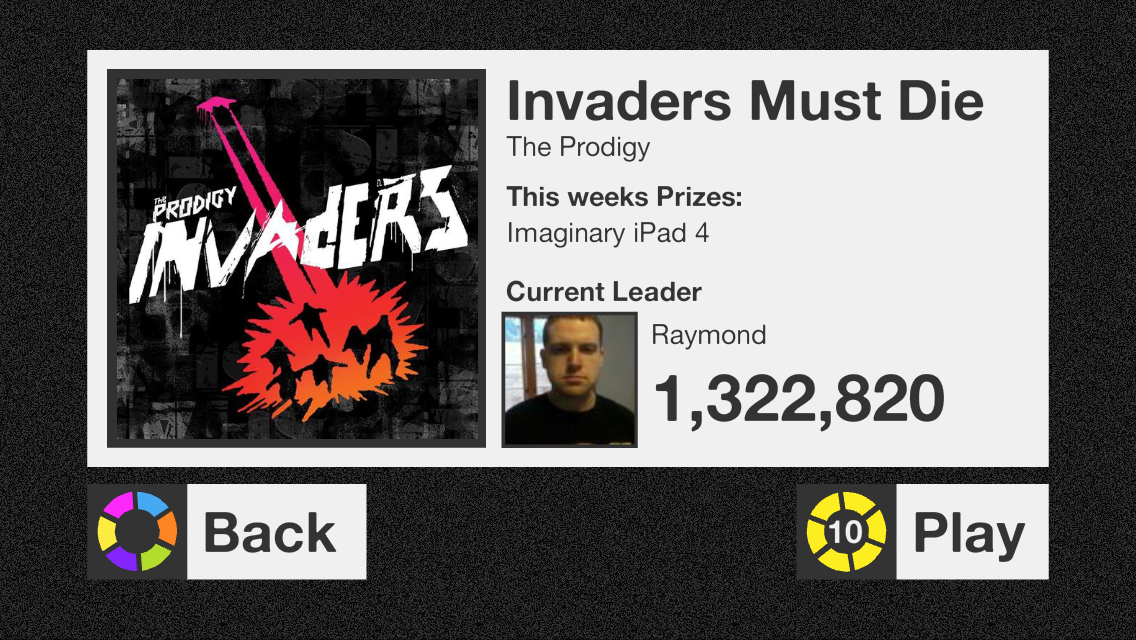 THE
PRODIGY
INVADERS
Invaders Must Die
The Prodigy
This weeks Prizes:
Imaginary iPad 4
Current Leader
Raymond
1,322,820
Back
10
Play